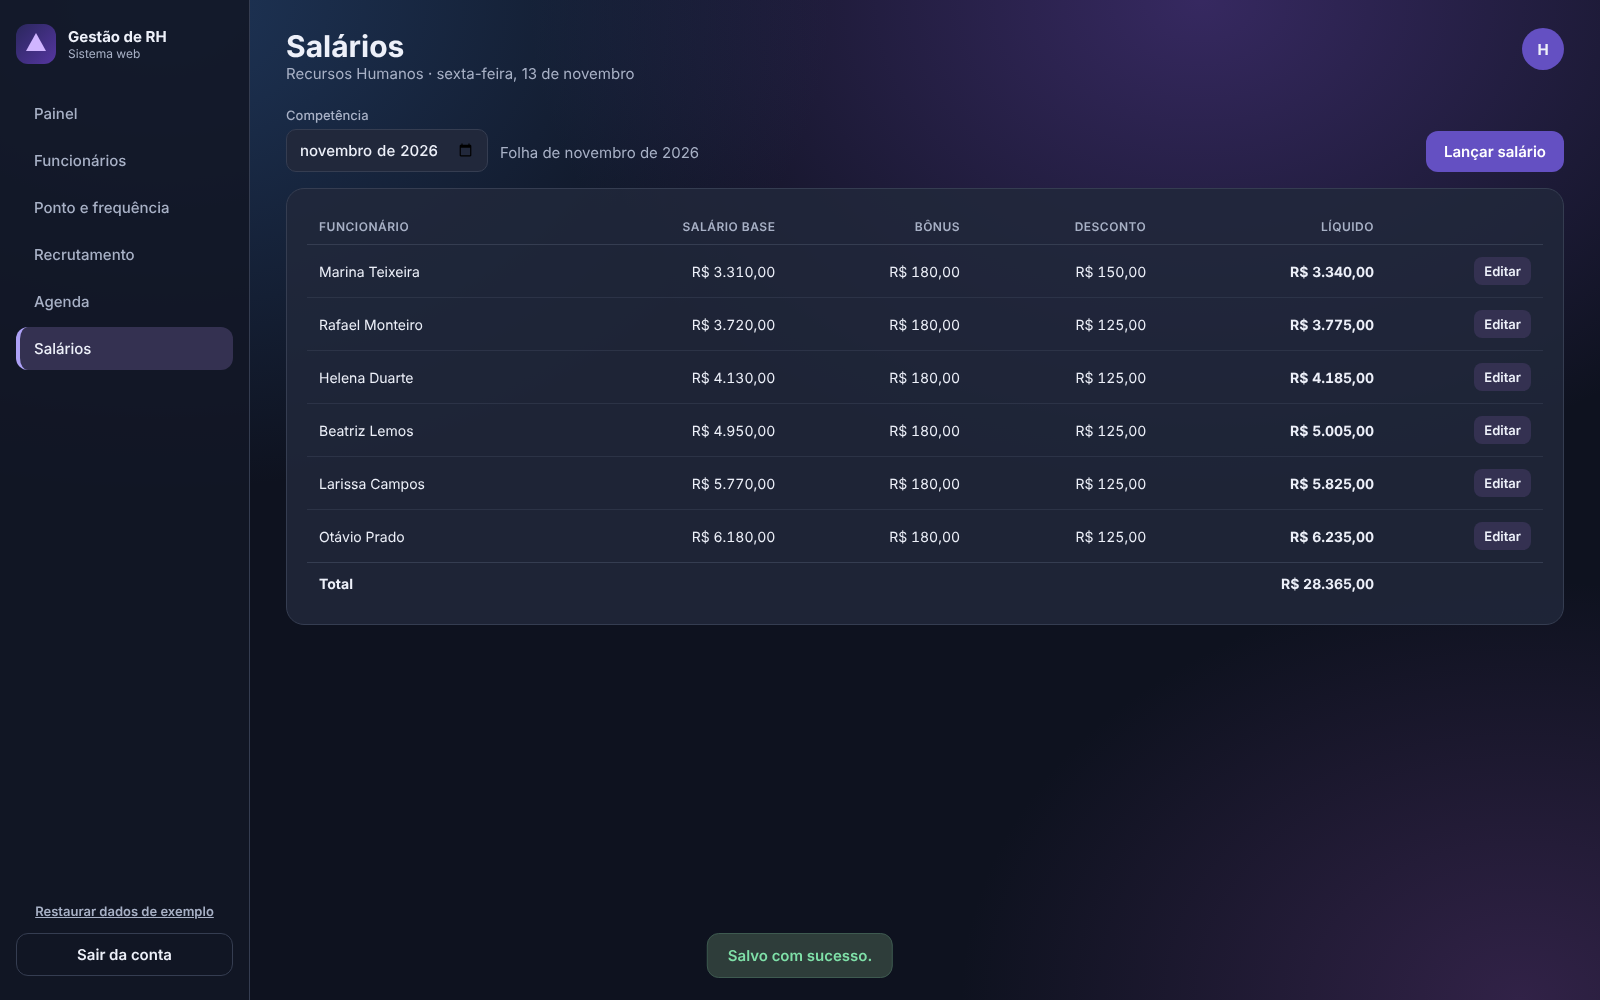 Gestão de RH
Sistema web
Painel
Funcionários
Ponto e frequência
Recrutamento
Agenda
Salários
Restaurar dados de exemplo
Sair da conta
Salários
Recursos Humanos · sexta-feira, 13 de novembro
H
Competência
novembro de 2026
Folha de novembro de 2026
Lançar salário
FUNCIONÁRIO SALÁRIO BASE BÔNUS DESCONTO LÍQUIDO
Marina Teixeira R$ 3.310,00 R$ 180,00 R$ 150,00 R$ 3.340,00 Editar
Rafael Monteiro R$ 3.720,00 R$ 180,00 R$ 125,00 R$ 3.775,00 Editar
Helena Duarte R$ 4.130,00 R$ 180,00 R$ 125,00 R$ 4.185,00 Editar
Beatriz Lemos R$ 4.950,00 R$ 180,00 R$ 125,00 R$ 5.005,00 Editar
Larissa Campos R$ 5.770,00 R$ 180,00 R$ 125,00 R$ 5.825,00 Editar
Otávio Prado R$ 6.180,00 R$ 180,00 R$ 125,00 R$ 6.235,00 Editar
Total R$ 28.365,00
Salvo com sucesso.